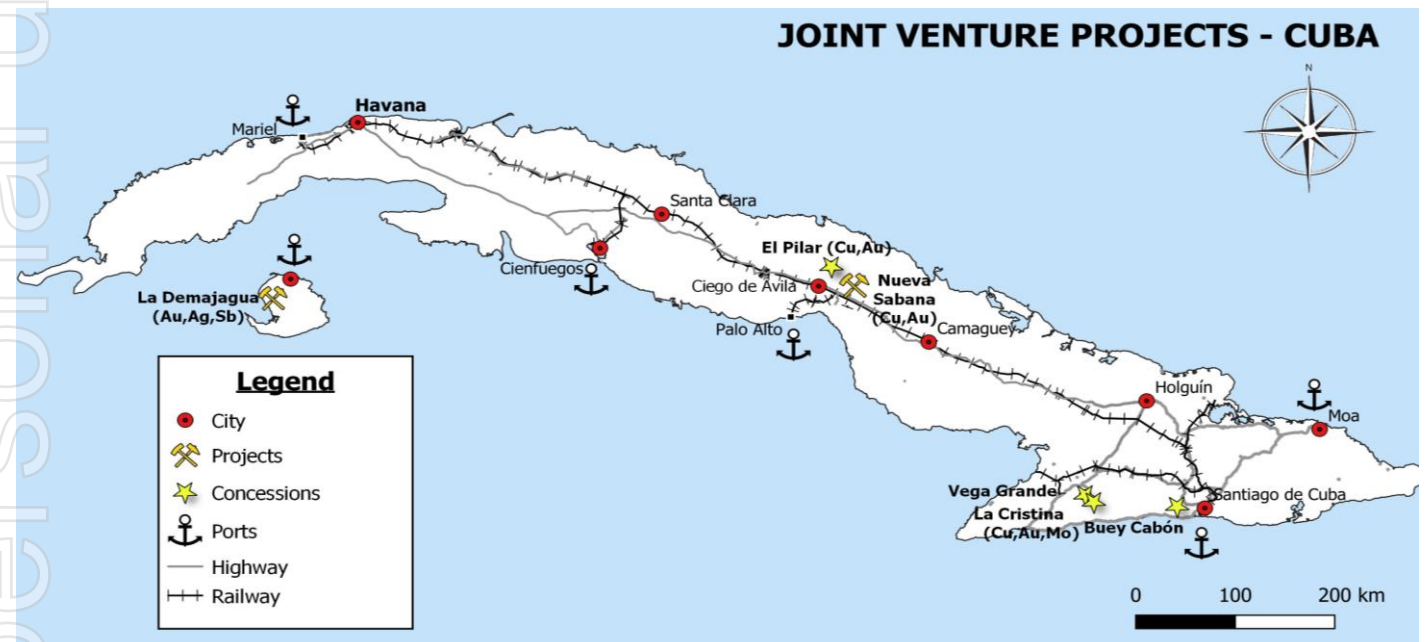 JOINT VENTURE PROJECTS - CUBA
N
Havana
Mariel
Santa Clara
El Pilar (Cu,Au)
Cienfuegos
Ciego de Ávila
Nueva
Sabana
(Cu,Au)
La Demajagua
(Au,Ag,Sb)
Palo Alto
Camaguey
Holguín
Moa
Legend
City
Projects
Concessions
Ports
Highway
Railway
Vega Grande
La Cristina
(Cu,Au,Mo)
Buey Cabón
Santiago de Cuba
0 100 200 km
personal u